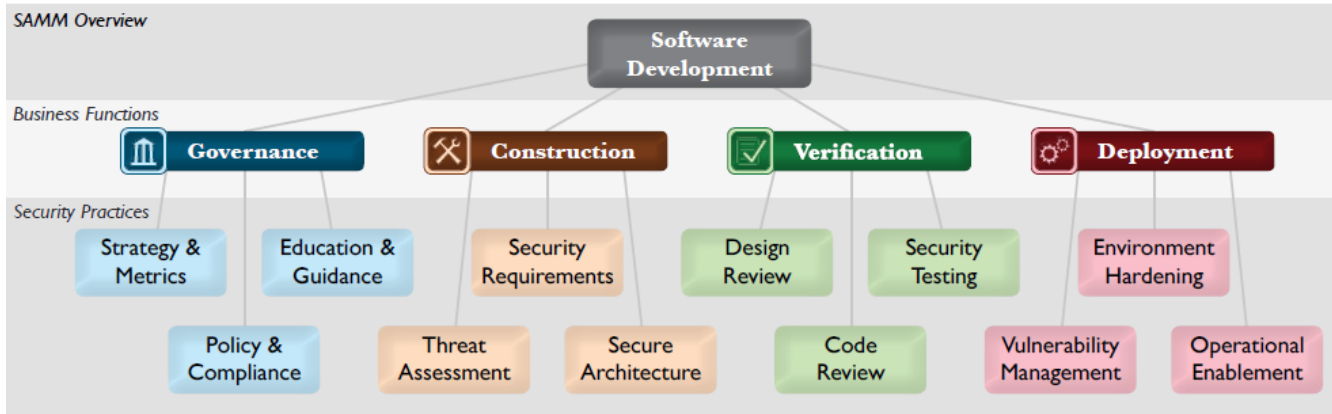 SAMM Overview
Software
Development
Business Functions
Governance
Construction
Verification
Deployment
Security Practices
Strategy &
Metrics
Education &
Guidance
Security
Requirements
Design
Review
Security
Testing
Environment
Hardening
Policy &
Compliance
Threat
Assessment
Secure
Architecture
Code
Review
Vulnerability
Management
Operational
Enablement